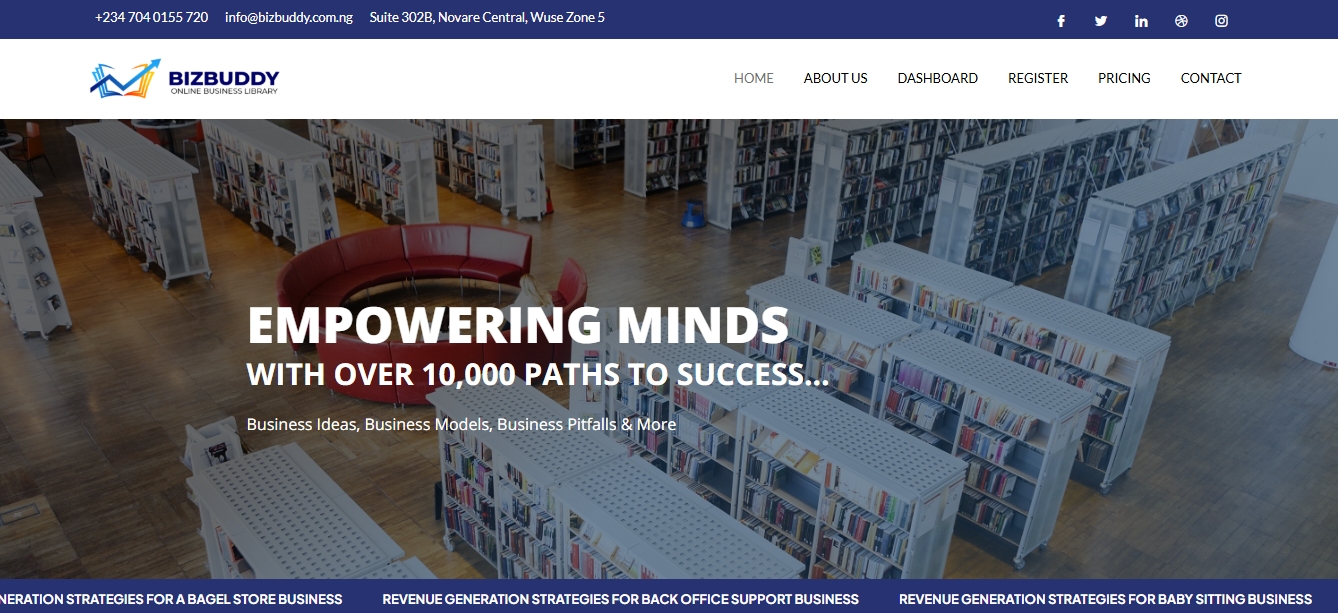 +234 704 0155 720 info@bizbuddy.com.ng Suite 302B, Novare Central, Wuse Zone 5
BIZBUDDY
ONLINE BUSINESS LIBRARY
HOME ABOUT US DASHBOARD REGISTER PRICING CONTACT
EMPOWERING MINDS
WITH OVER 10,000 PATHS TO SUCCESS...
Business Ideas, Business Models, Business Pitfalls & More
NERATION STRATEGIES FOR A BAGEL STORE BUSINESS REVENUE GENERATION STRATEGIES FOR BACK OFFICE SUPPORT BUSINESS REVENUE GENERATION STRATEGIES FOR BABY SITTING BUSINESS